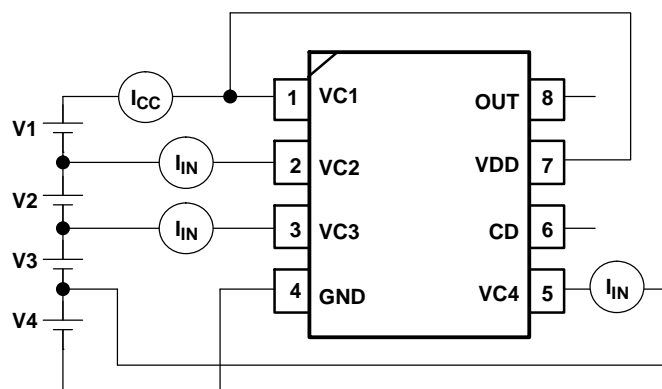 I_CC
1 VC1 OUT 8
V1
I_IN 2 VC2 VDD 7
V2
I_IN 3 VC3 CD 6
V3
4 GND VC4 5 I_IN
V4